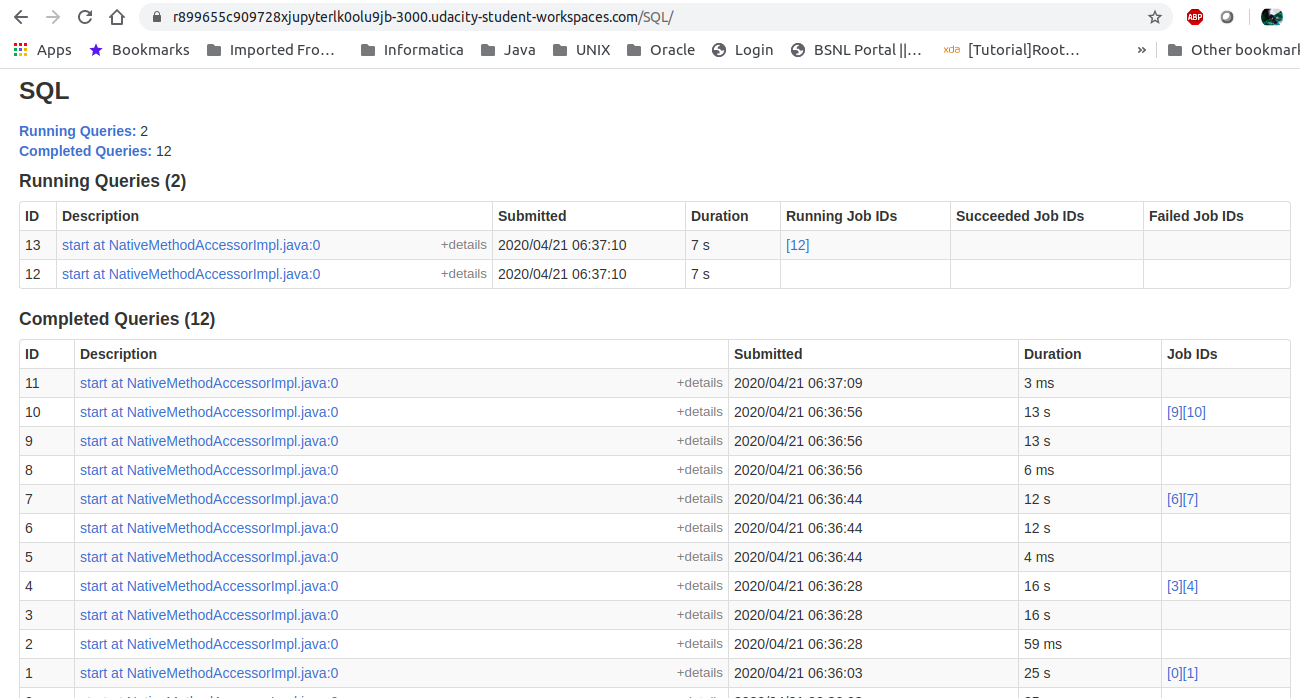 r899655c909728xjupyterlk0olu9jb-3000.udacity-student-workspaces.com/SQL/
ABP
Apps Bookmarks Imported Fro... Informatica Java UNIX Oracle Login BSNL Portal ||... xda [Tutorial]Root... » Other bookmark
SQL
Running Queries: 2
Completed Queries: 12
Running Queries (2)
ID Description Submitted Duration Running Job IDs Succeeded Job IDs Failed Job IDs
13 start at NativeMethodAccessorImpl.java:0 +details 2020/04/21 06:37:10 7 s [12]
12 start at NativeMethodAccessorImpl.java:0 +details 2020/04/21 06:37:10 7 s
Completed Queries (12)
ID Description Submitted Duration Job IDs
11 start at NativeMethodAccessorImpl.java:0 +details 2020/04/21 06:37:09 3 ms
10 start at NativeMethodAccessorImpl.java:0 +details 2020/04/21 06:36:56 13 s [9][10]
9 start at NativeMethodAccessorImpl.java:0 +details 2020/04/21 06:36:56 13 s
8 start at NativeMethodAccessorImpl.java:0 +details 2020/04/21 06:36:56 6 ms
7 start at NativeMethodAccessorImpl.java:0 +details 2020/04/21 06:36:44 12 s [6][7]
6 start at NativeMethodAccessorImpl.java:0 +details 2020/04/21 06:36:44 12 s
5 start at NativeMethodAccessorImpl.java:0 +details 2020/04/21 06:36:44 4 ms
4 start at NativeMethodAccessorImpl.java:0 +details 2020/04/21 06:36:28 16 s [3][4]
3 start at NativeMethodAccessorImpl.java:0 +details 2020/04/21 06:36:28 16 s
2 start at NativeMethodAccessorImpl.java:0 +details 2020/04/21 06:36:28 59 ms
1 start at NativeMethodAccessorImpl.java:0 +details 2020/04/21 06:36:03 25 s [0][1]